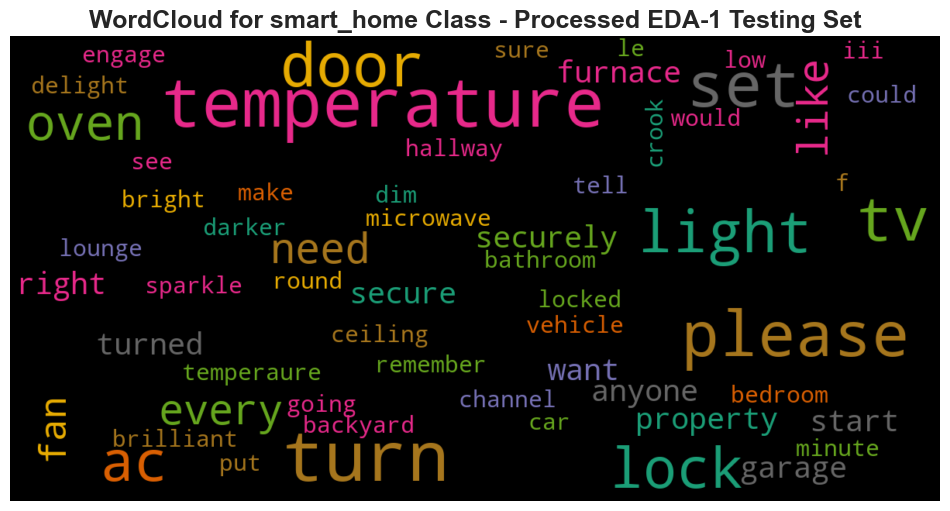 WordCloud for smart_home Class - Processed EDA-1 Testing Set
engage
door
sure
le
low
iii
furnace
set
like
could
delight
temperature
oven
crook
would
see
hallway
bright
make
dim
tell
f
darker
microwave
light
tv
lounge
need
securely
bathroom
right
sparkle
round
secure
locked
vehicle
turned
ceiling
please
temperaure
remember
want
anyone
bedroom
fan
every
going
channel
backyard
car
property
start
brilliant
turn
minute
ac
put
lock
garage